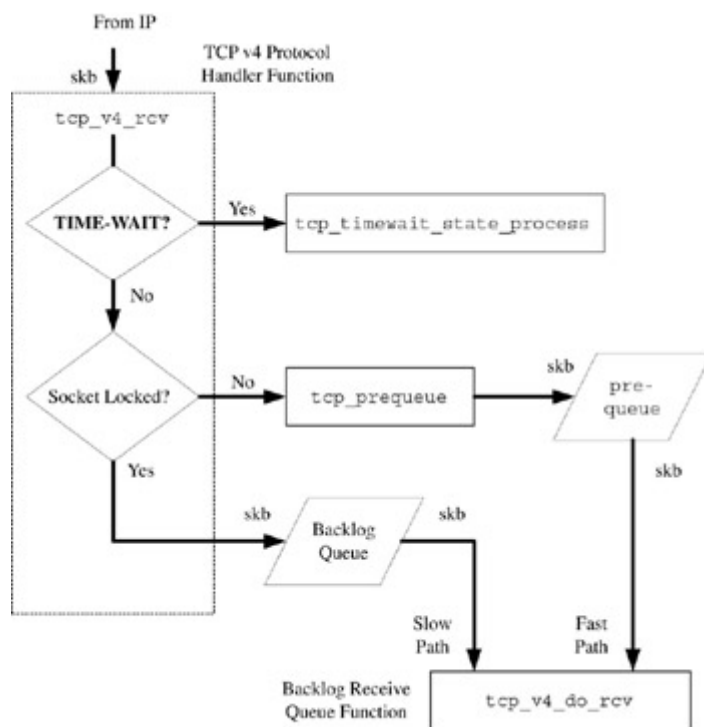 From IP
skb
TCP v4 Protocol
Handler Function
tcp_v4_rcv
TIME-WAIT?
Yes
tcp_timewait_state_process
No
Socket Locked?
No
tcp_prequeue
skb
pre-
queue
Yes
skb
skb
Backlog
Queue
skb
Slow
Path
Fast
Path
Backlog Receive
Queue Function
tcp_v4_do_rcv